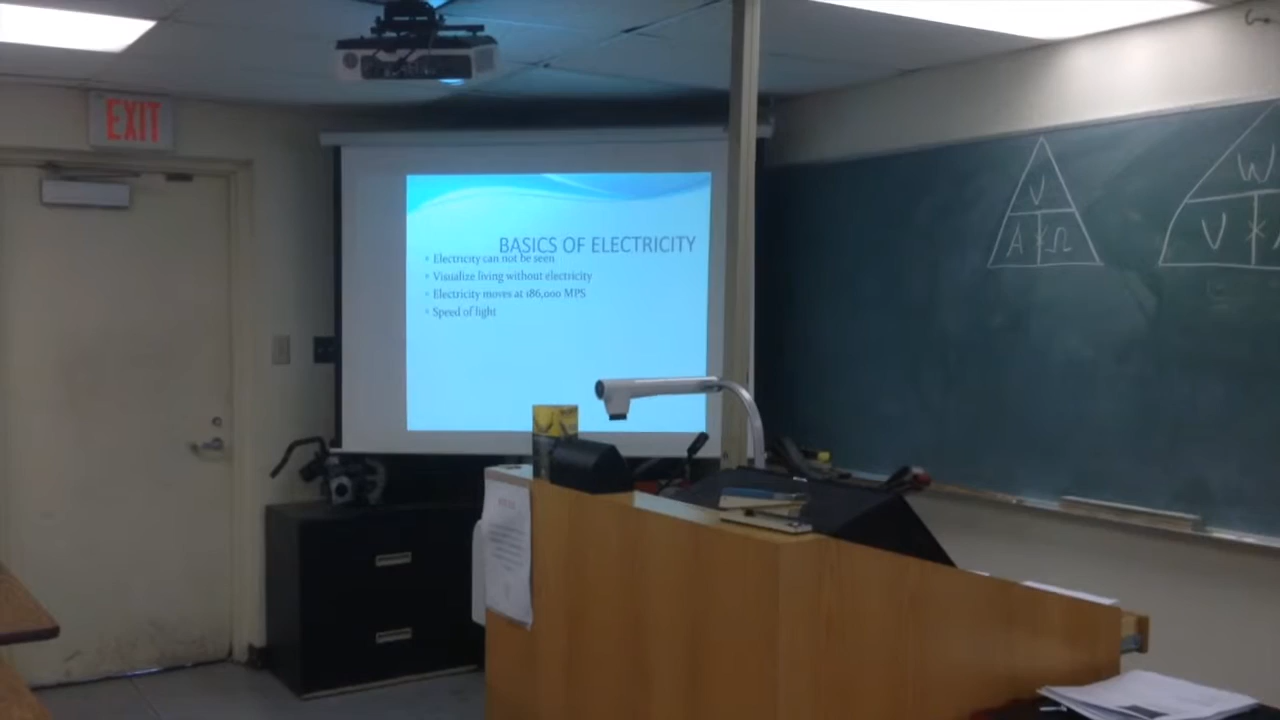 EXIT
BASICS OF ELECTRICITY
Electricity can not be seen
Visualize living without electricity
Electricity moves at 186,000 MPS
Speed of light
V
A * Ω
W
V *